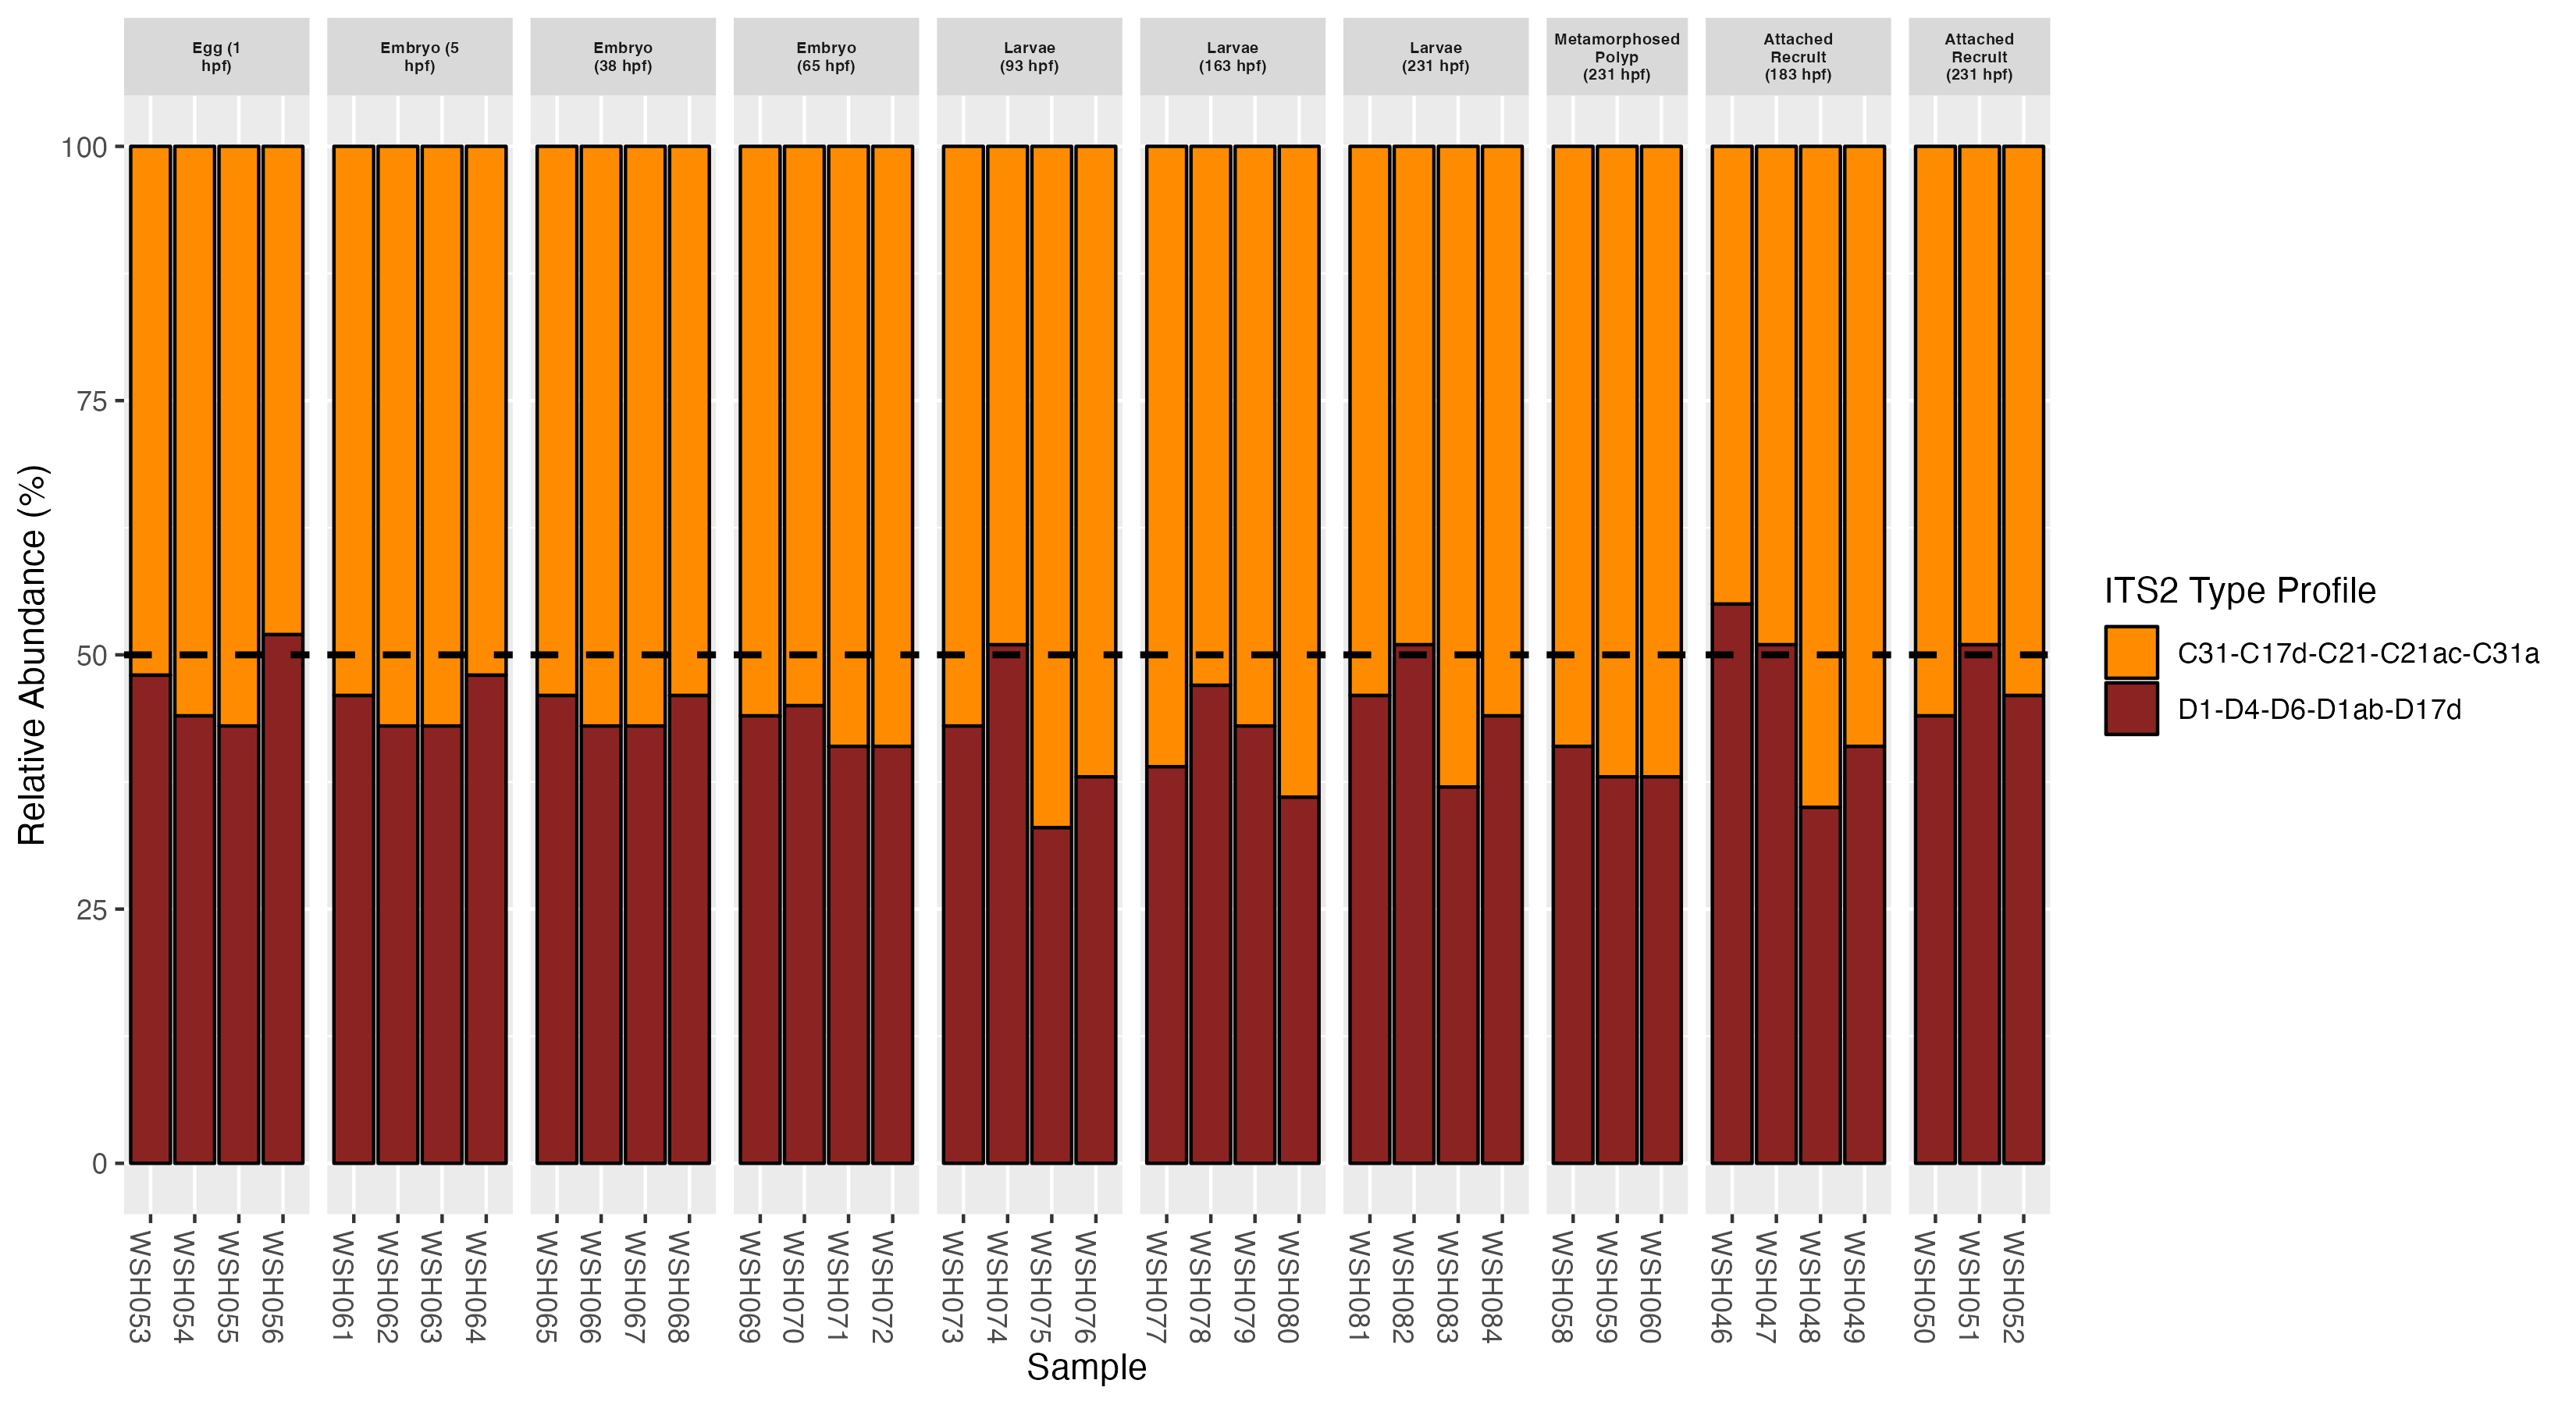 Egg (1
hpf)
Embryo (5
hpf)
Embryo
(38 hpf)
Embryo
(65 hpf)
Larvae
(93 hpf)
Larvae
(163 hpf)
Larvae
(231 hpf)
Metamorphosed
Polyp
(231 hpf)
Attached
Recruit
(183 hpf)
Attached
Recruit
(231 hpf)
100
75
50
25
0
Relative Abundance (%)
WSH053
WSH054
WSH055
WSH056
WSH061
WSH062
WSH063
WSH064
WSH065
WSH066
WSH067
WSH068
WSH069
WSH070
WSH071
WSH072
WSH073
WSH074
WSH075
WSH076
WSH077
WSH078
WSH079
WSH080
WSH081
WSH082
WSH083
WSH084
WSH058
WSH059
WSH060
WSH046
WSH047
WSH048
WSH049
WSH050
WSH051
WSH052
Sample
ITS2 Type Profile
C31-C17d-C21-C21ac-C31a
D1-D4-D6-D1ab-D17d